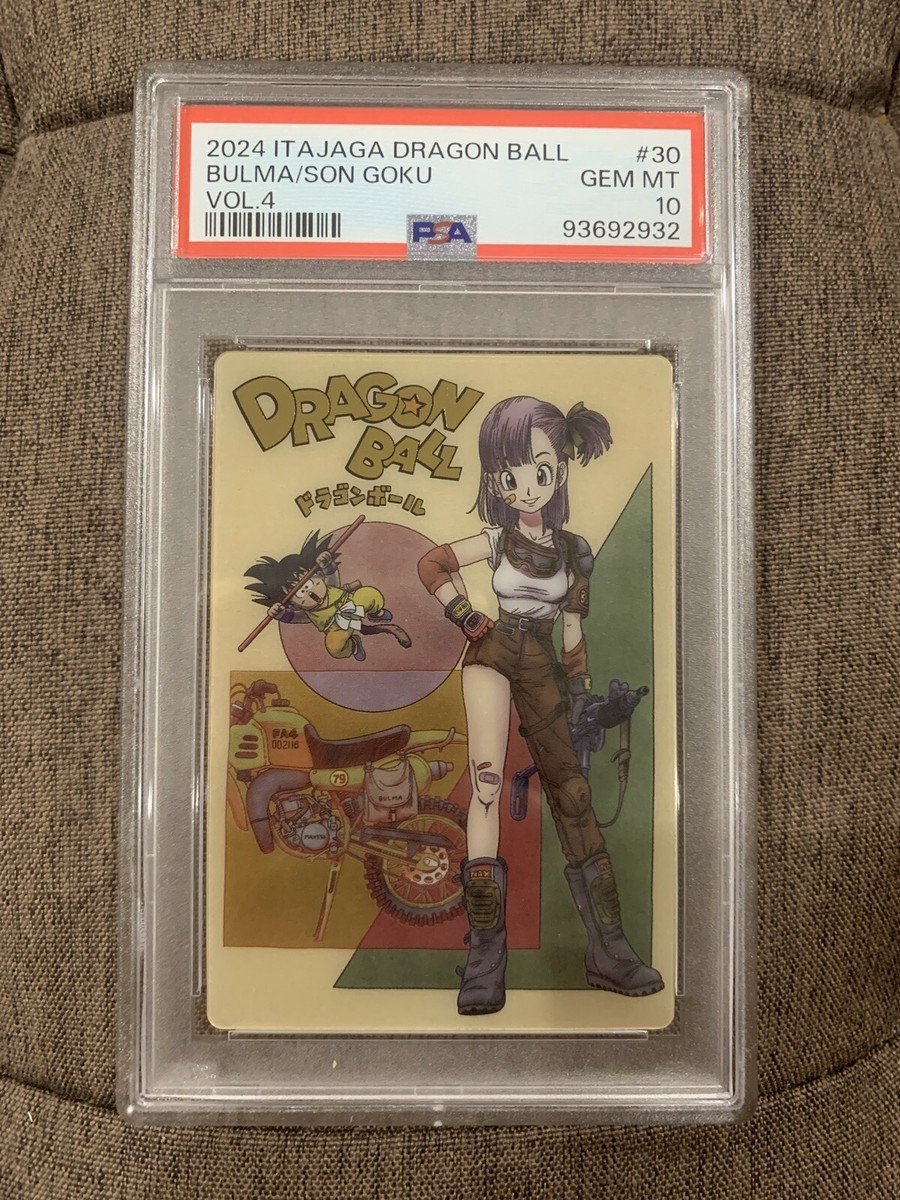 2024 ITAJAGA DRAGON BALL #30
BULMA/SON GOKU GEM MT
VOL.4 10
PSA 93692932
DRAGON
BALL
ドラゴンボール
FA4
002116
79
BULMA